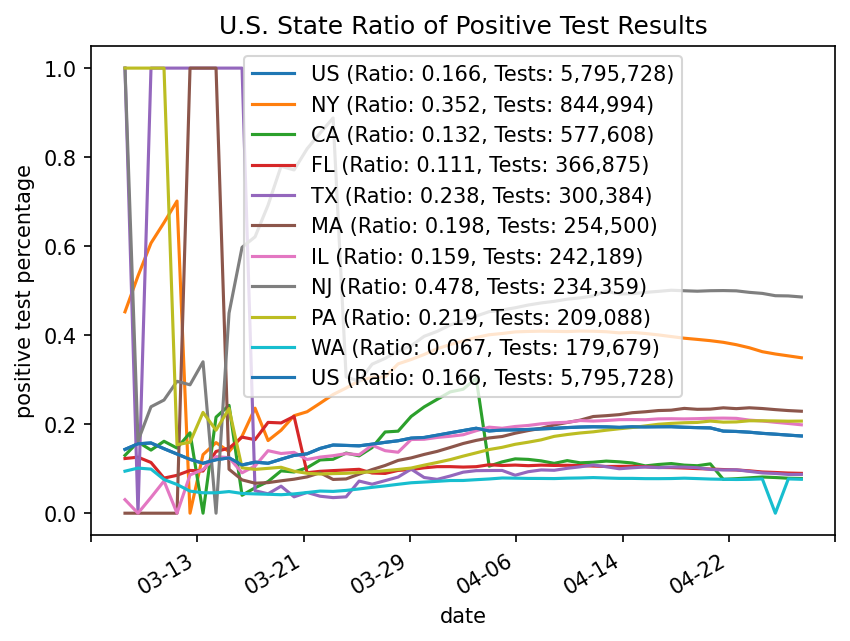 U.S. State Ratio of Positive Test Results
1.0
0.8
0.6
0.4
0.2
0.0
positive test percentage
US (Ratio: 0.166, Tests: 5,795,728)
NY (Ratio: 0.352, Tests: 844,994)
CA (Ratio: 0.132, Tests: 577,608)
FL (Ratio: 0.111, Tests: 366,875)
TX (Ratio: 0.238, Tests: 300,384)
MA (Ratio: 0.198, Tests: 254,500)
IL (Ratio: 0.159, Tests: 242,189)
NJ (Ratio: 0.478, Tests: 234,359)
PA (Ratio: 0.219, Tests: 209,088)
WA (Ratio: 0.067, Tests: 179,679)
US (Ratio: 0.166, Tests: 5,795,728)
03-13
03-21
03-29
04-06
04-14
04-22
date